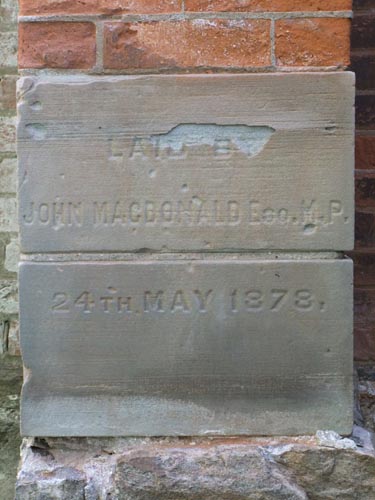 LAID BY
JOHN MACDONALD Esq. M.P.
24TH MAY 1878.